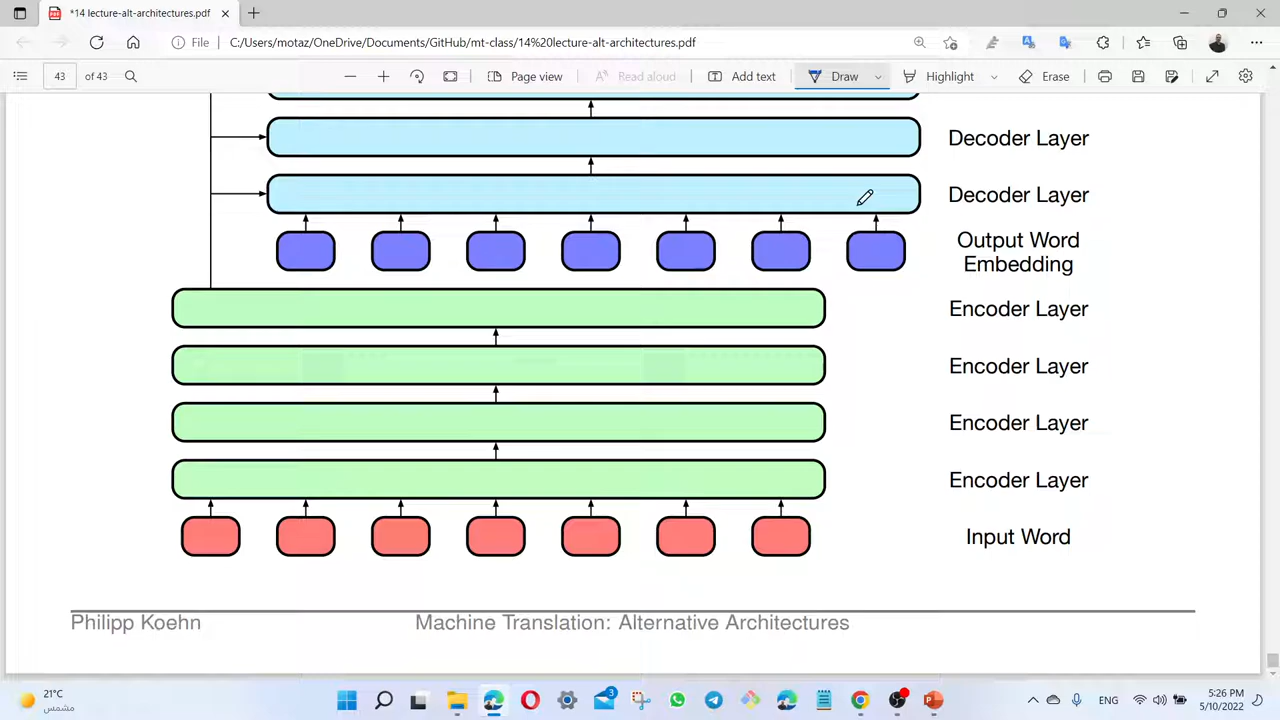 *14 lecture-alt-architectures.pdf
File
C:/Users/motaz/OneDrive/Documents/GitHub/mt-class/14%20lecture-alt-architectures.pdf
43 of 43
Page view
Read aloud
Add text
Draw
Highlight
Erase
Decoder Layer
Decoder Layer
Output Word
Embedding
Encoder Layer
Encoder Layer
Encoder Layer
Encoder Layer
Input Word
Philipp Koehn
Machine Translation: Alternative Architectures
21°C
مشمس
3
ENG
5:26 PM
5/10/2022